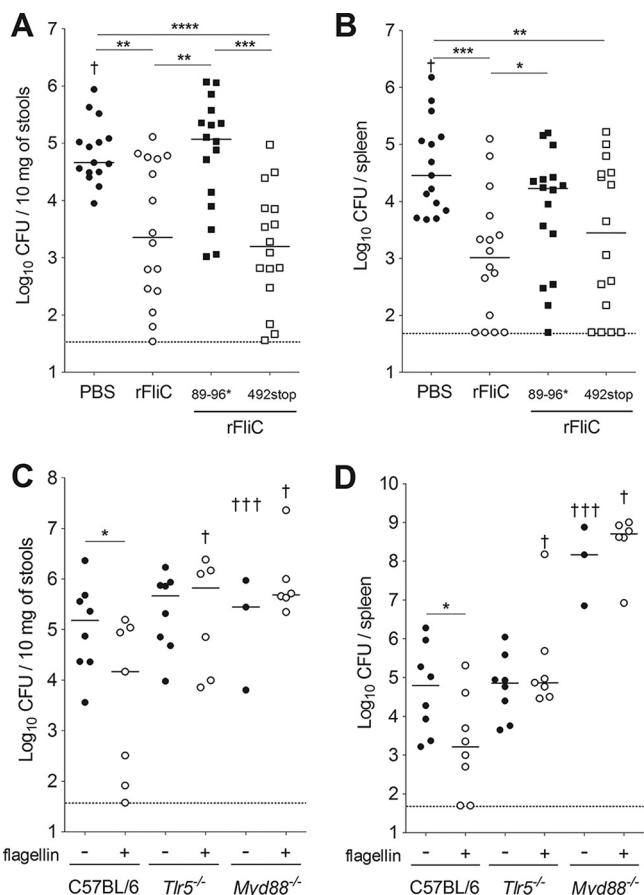 A
B
7
6
5
4
3
2
1
Log10 CFU / 10 mg of stools
****
**
**
***
†
PBS
rFliC
89-96*
492stop
rFliC
7
6
5
4
3
2
1
Log10 CFU / spleen
**
***
*
†
PBS
rFliC
89-96*
492stop
rFliC
C
D
8
7
6
5
4
3
2
1
Log10 CFU / 10 mg of stools
*
†
†††
†
flagellin
- + - + - +
C57BL/6
Tlr5-/-
Myd88-/-
10
9
8
7
6
5
4
3
2
1
Log10 CFU / spleen
*
†
†††
†
flagellin
- + - + - +
C57BL/6
Tlr5-/-
Myd88-/-